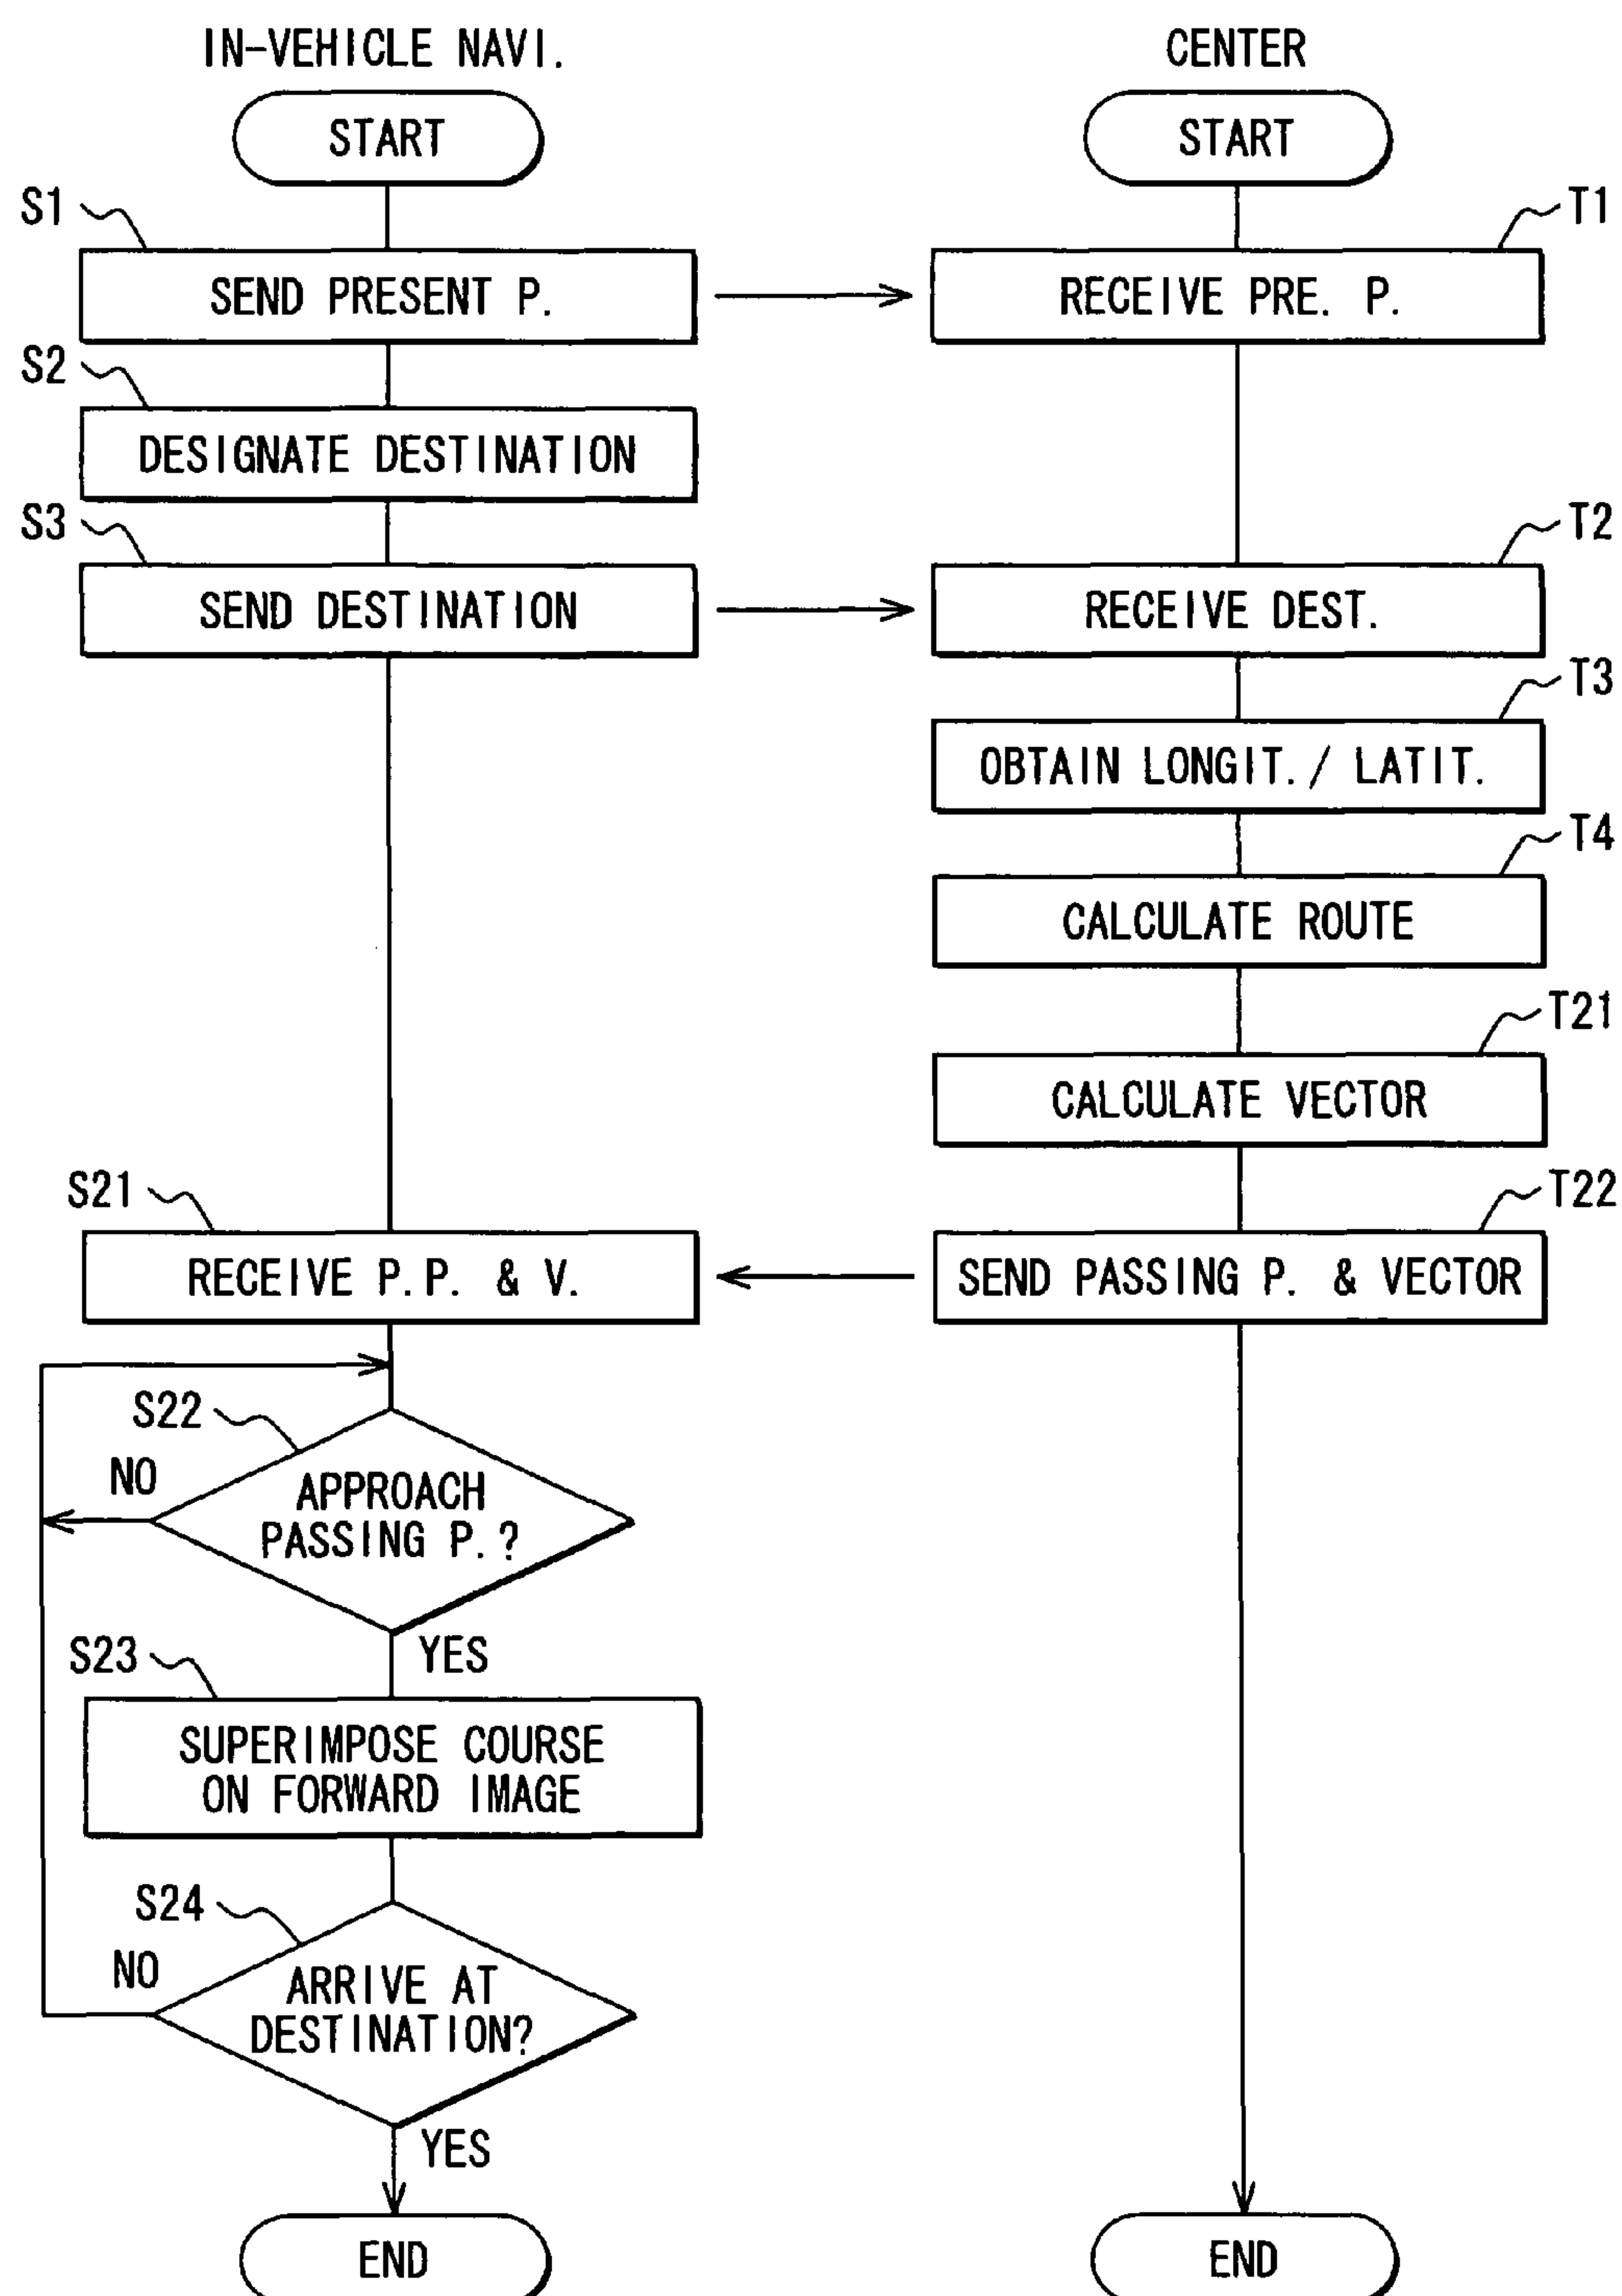 IN-VEHICLE NAVI.
CENTER
START
START
S1
T1
SEND PRESENT P.
RECEIVE PRE. P.
S2
DESIGNATE DESTINATION
S3
T2
SEND DESTINATION
RECEIVE DEST.
T3
OBTAIN LONGIT./ LATIT.
T4
CALCULATE ROUTE
T21
CALCULATE VECTOR
S21
T22
RECEIVE P.P. & V.
SEND PASSING P. & VECTOR
S22
NO
APPROACH
PASSING P.?
YES
S23
SUPERIMPOSE COURSE
ON FORWARD IMAGE
S24
NO
ARRIVE AT
DESTINATION?
YES
END
END